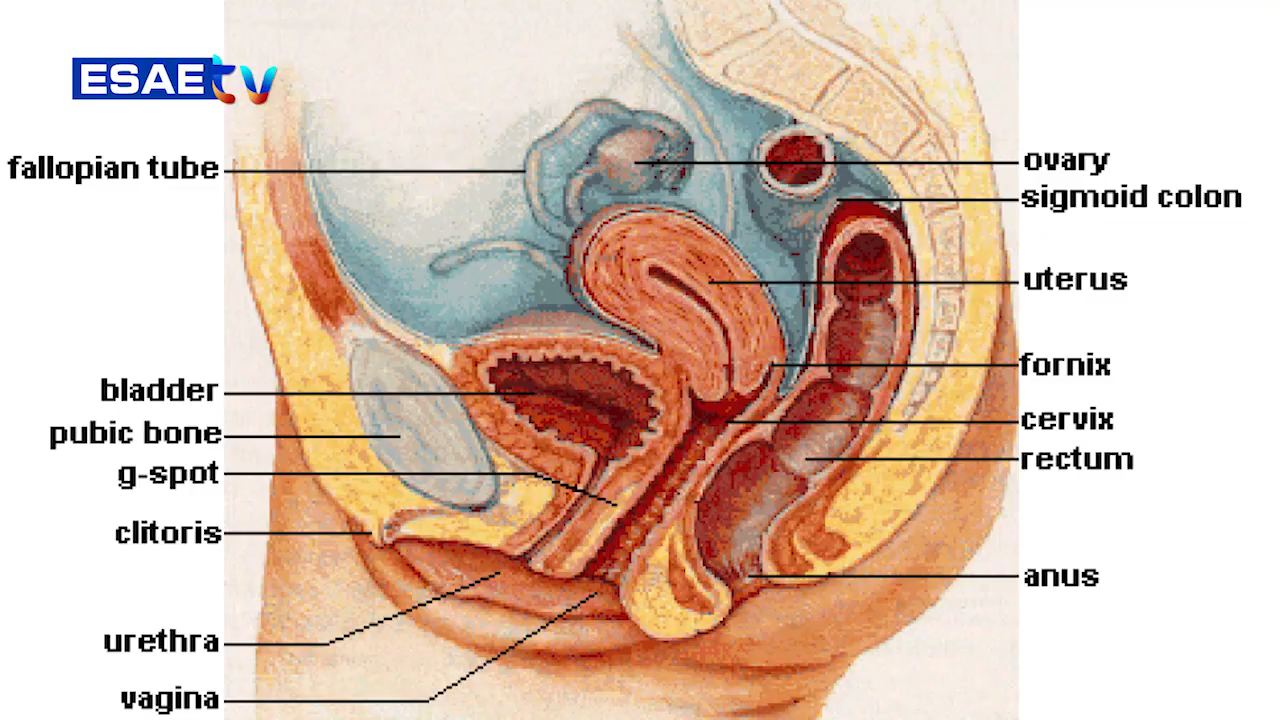 ESAE tv
fallopian tube
bladder
pubic bone
g-spot
clitoris
urethra
vagina
ovary
sigmoid colon
uterus
fornix
cervix
rectum
anus